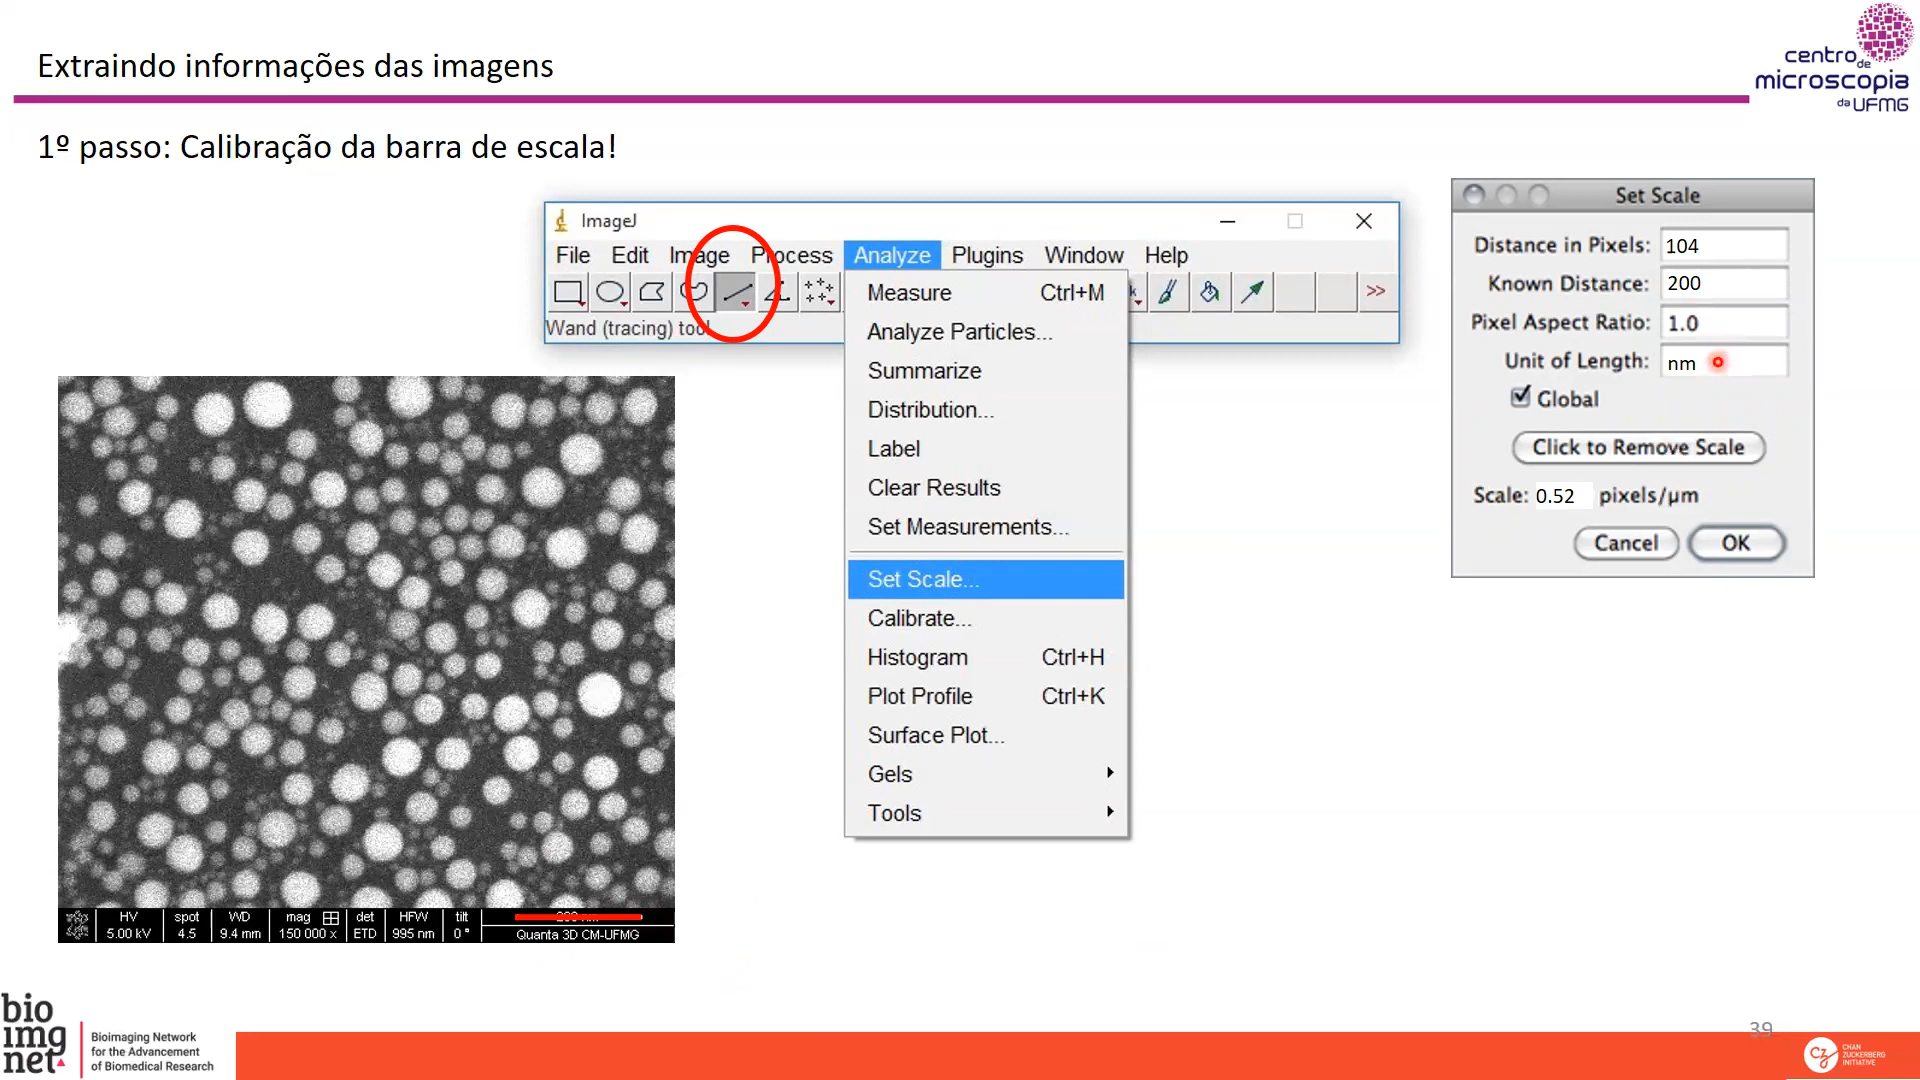 Extraindo informações das imagens
centro de
microscopia
da UFMG
1º passo: Calibração da barra de escala!
ImageJ
File Edit Image Process Analyze Plugins Window Help
Wand (tracing) tool
Measure Ctrl+M
Analyze Particles...
Summarize
Distribution...
Label
Clear Results
Set Measurements...
Set Scale...
Calibrate...
Histogram Ctrl+H
Plot Profile Ctrl+K
Surface Plot...
Gels
Tools
Set Scale
Distance in Pixels: 104
Known Distance: 200
Pixel Aspect Ratio: 1.0
Unit of Length: nm
Global
Click to Remove Scale
Scale: 0.52 pixels/µm
Cancel OK
HV spot WD mag det HFW tilt
5.00 kV 4.5 9.4 mm 150 000 x ETD 995 nm 0 °
Quanta 3D CM-UFMG
bio
img
net
Bioimaging Network
for the Advancement
of Biomedical Research
39
CZ
CHAN
ZUCKERBERG
INITIATIVE